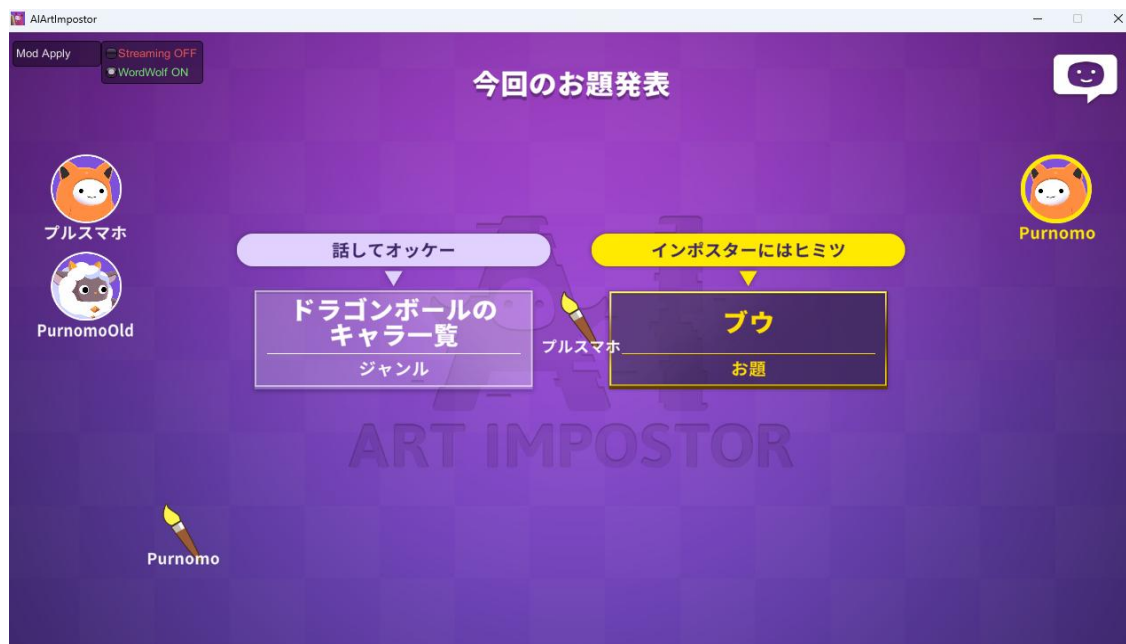 AIArtImpostor
Mod Apply
Streaming OFF
WordWolf ON
今回のお題発表
プルスマホ
PurnomoOld
Purnomo
話してオッケー
ドラゴンボールの
キャラ一覧
ジャンル
インポスターにはヒミツ
ブウ
お題
プルスマホ
AI
ART IMPOSTOR
Purnomo